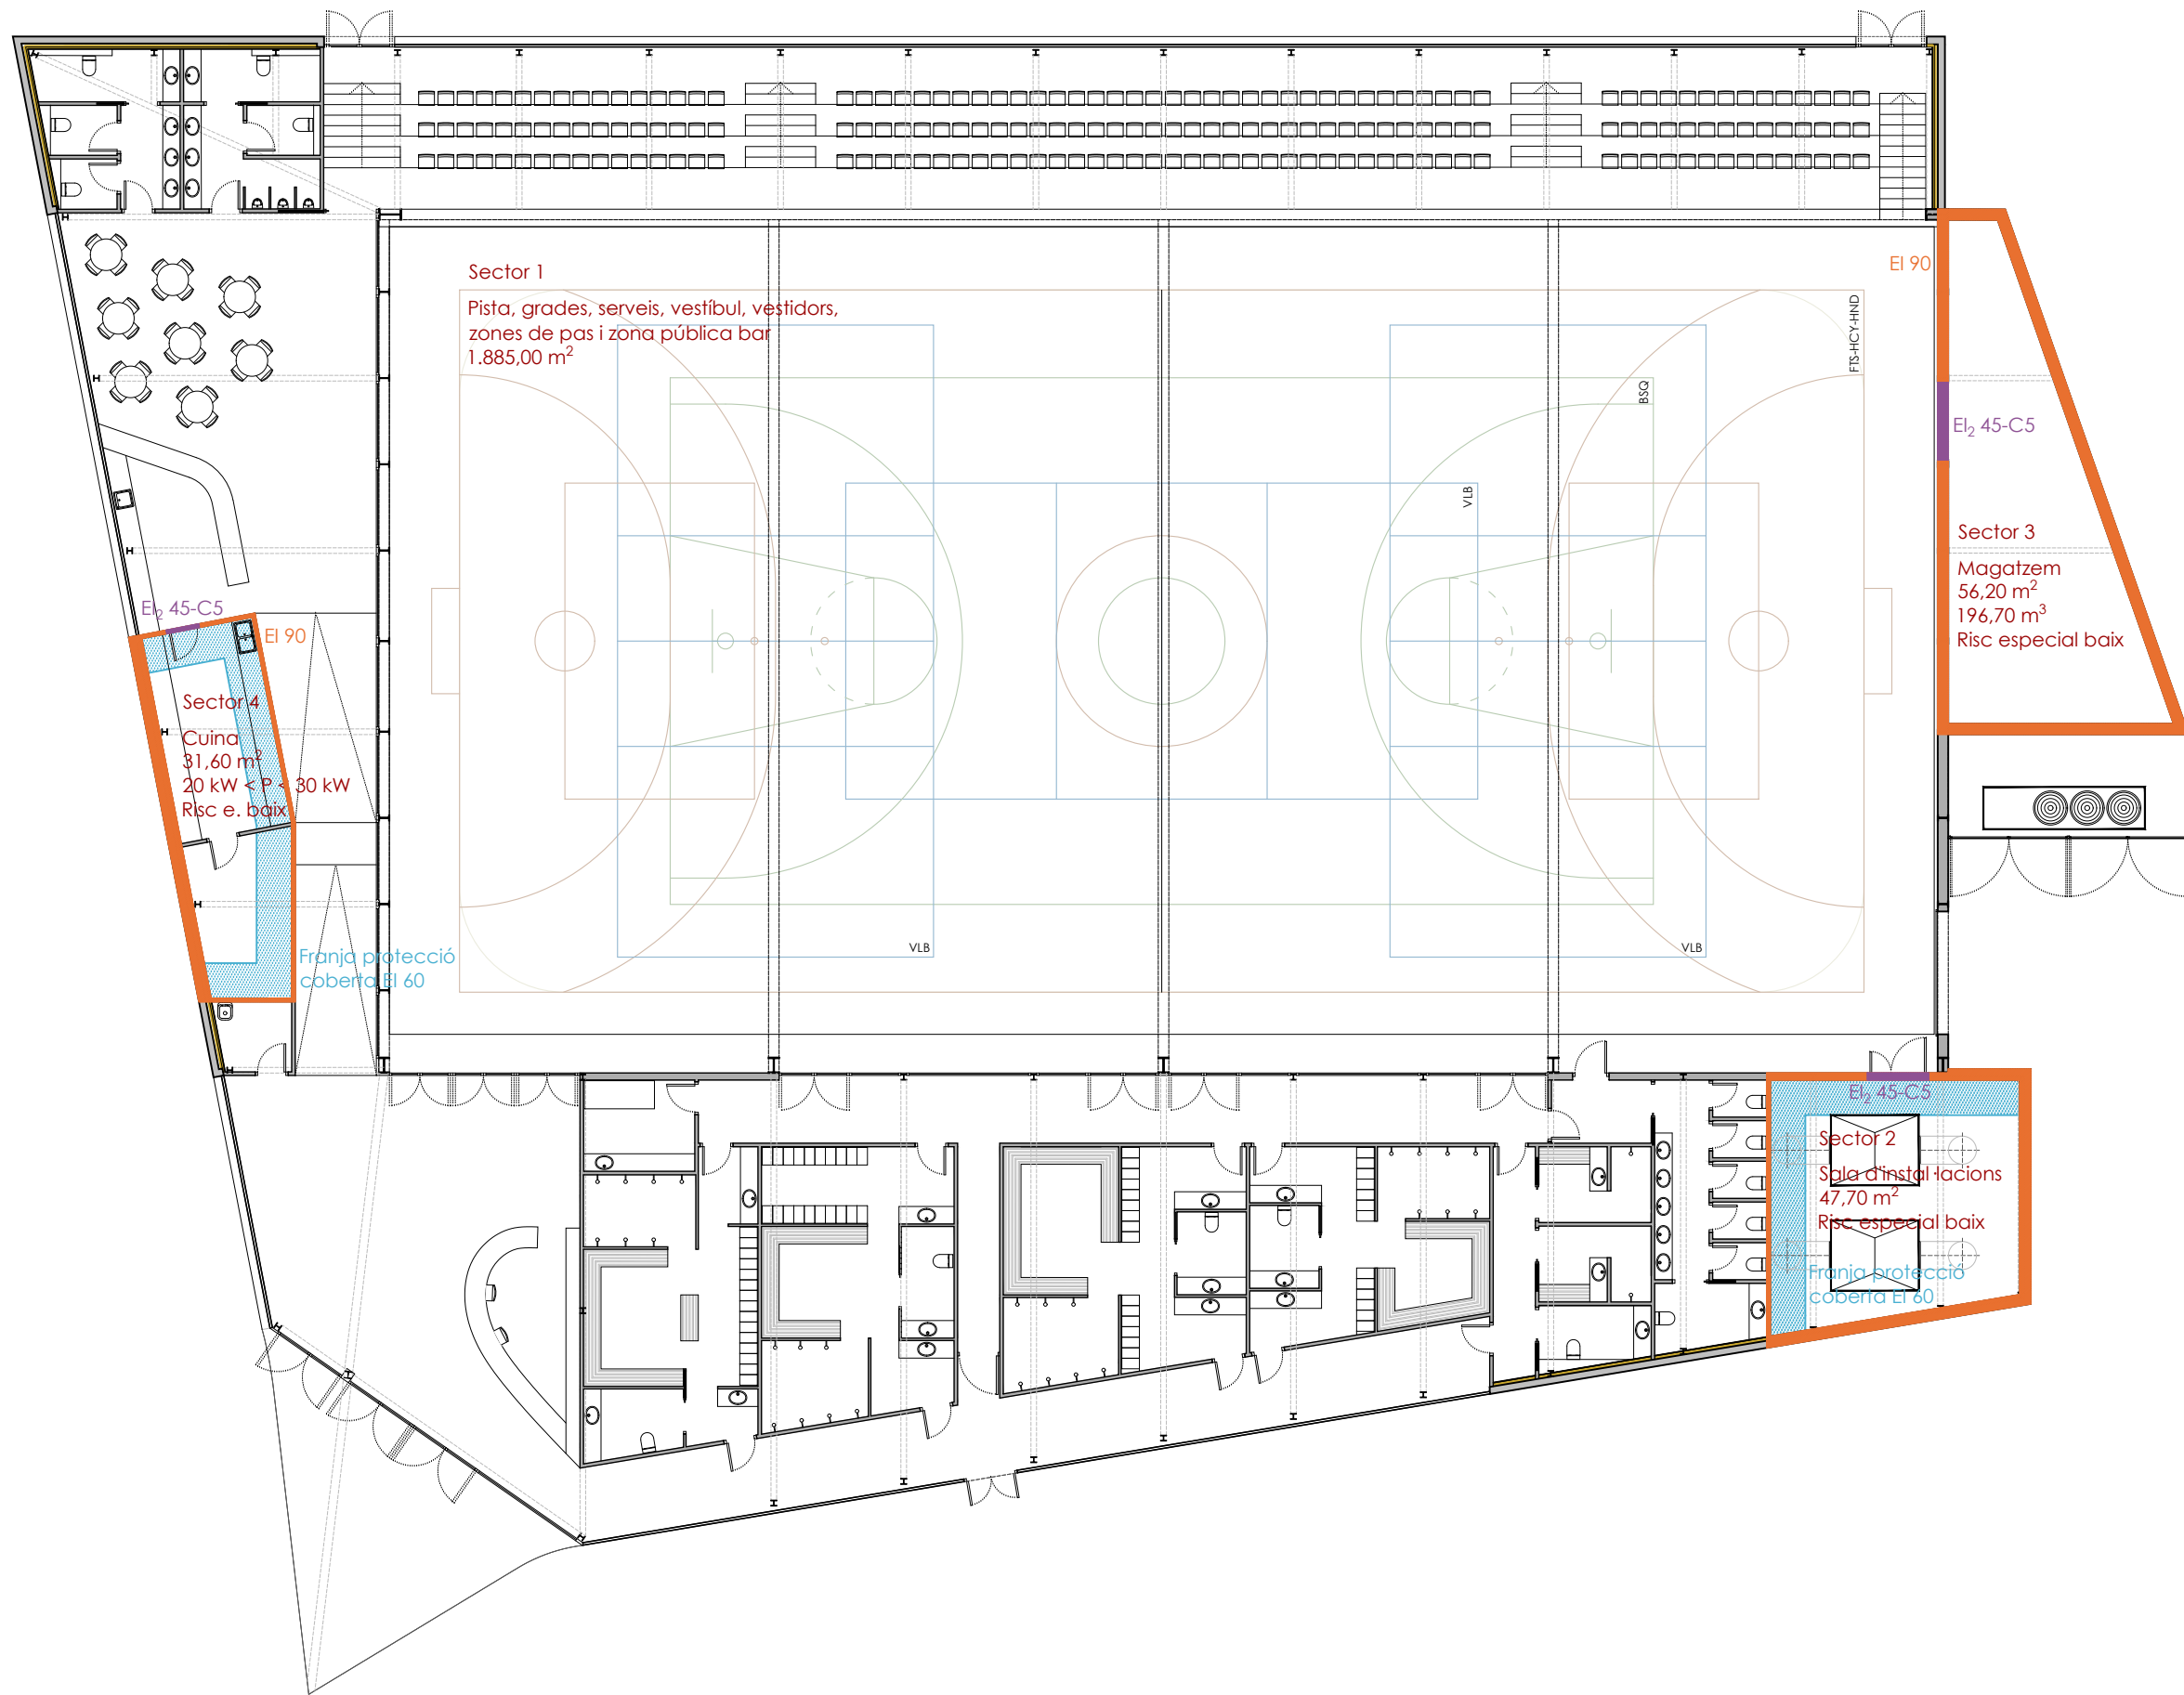 Sector 1
Pista, grades, serveis, vestíbul, vestidors,
zones de pas i zona pública bar
1.885,00 m²
EI 90
FTS-HCY-HND
BSQ
VLB
EI₂ 45-C5
Sector 3
Magatzem
56,20 m²
196,70 m³
Risc especial baix
EI₂ 45-C5
EI 90
Sector 4
Cuina
31,60 m²
20 kW < P < 30 kW
Risc e. baix
Franja protecció
coberta EI 60
VLB
VLB
EI₂ 45-C5
Sector 2
Sala d'instal·lacions
47,70 m²
Risc especial baix
Franja protecció
coberta EI 60